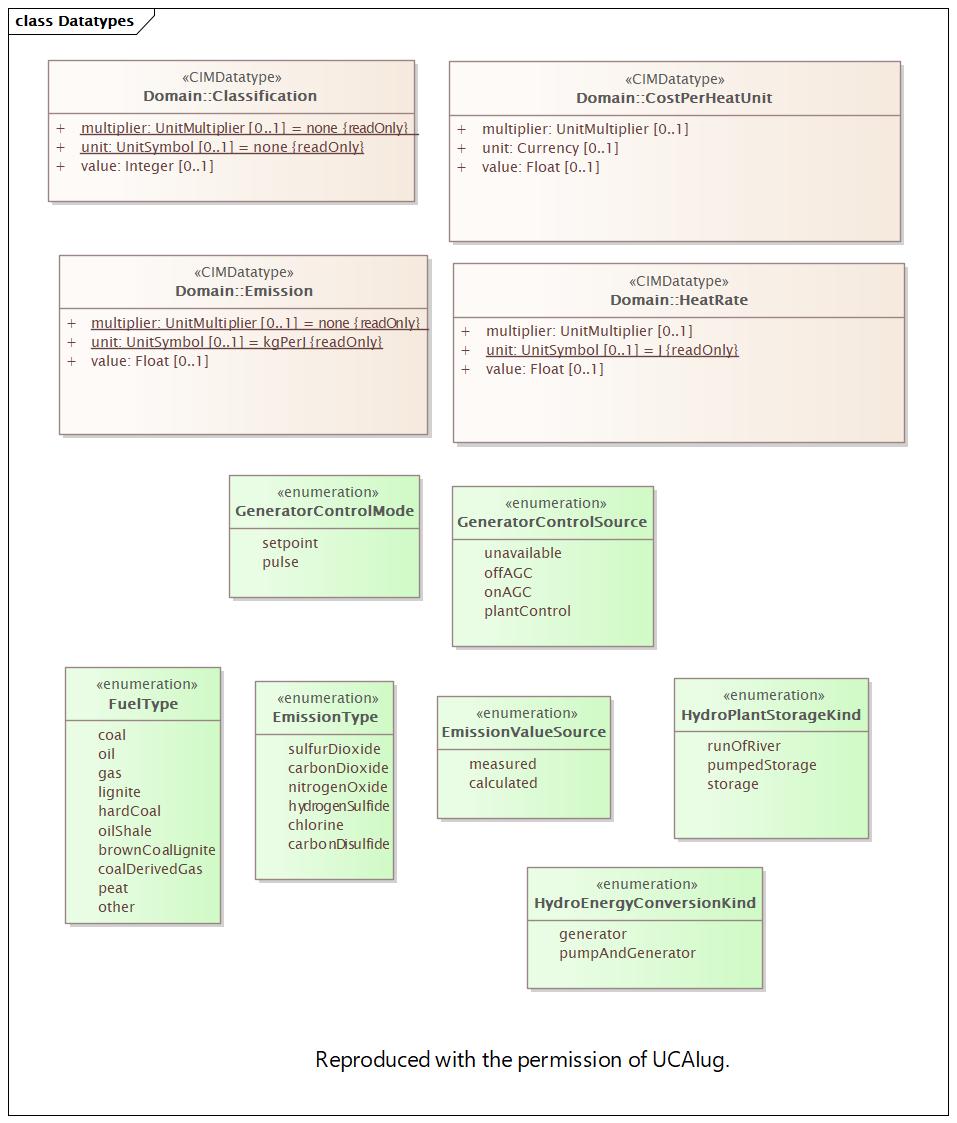 class Datatypes
«CIMDatatype»
Domain::Classification
+ multiplier: UnitMultiplier [0..1] = none {readOnly}
+ unit: UnitSymbol [0..1] = none {readOnly}
+ value: Integer [0..1]
«CIMDatatype»
Domain::CostPerHeatUnit
+ multiplier: UnitMultiplier [0..1]
+ unit: Currency [0..1]
+ value: Float [0..1]
«CIMDatatype»
Domain::Emission
+ multiplier: UnitMultiplier [0..1] = none {readOnly}
+ unit: UnitSymbol [0..1] = kgPerJ {readOnly}
+ value: Float [0..1]
«CIMDatatype»
Domain::HeatRate
+ multiplier: UnitMultiplier [0..1]
+ unit: UnitSymbol [0..1] = J {readOnly}
+ value: Float [0..1]
«enumeration»
GeneratorControlMode
setpoint
pulse
«enumeration»
GeneratorControlSource
unavailable
offAGC
onAGC
plantControl
«enumeration»
FuelType
coal
oil
gas
lignite
hardCoal
oilShale
brownCoalLignite
coalDerivedGas
peat
other
«enumeration»
EmissionType
sulfurDioxide
carbonDioxide
nitrogenOxide
hydrogenSulfide
chlorine
carbonDisulfide
«enumeration»
EmissionValueSource
measured
calculated
«enumeration»
HydroPlantStorageKind
runOfRiver
pumpedStorage
storage
«enumeration»
HydroEnergyConversionKind
generator
pumpAndGenerator
Reproduced with the permission of UCAIug.